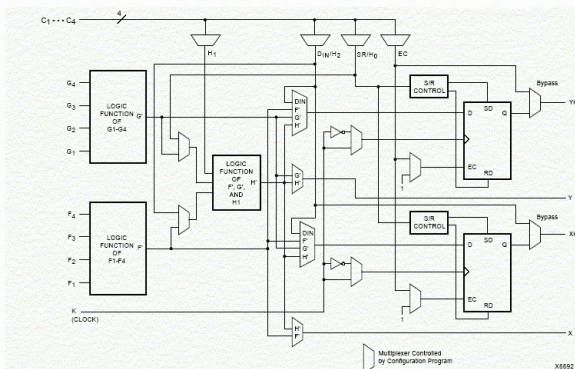 C1 ••• C4
4
H1
DIN/H2
SR/H0
EC
G4
G3
G2
G1
LOGIC
FUNCTION
OF
G1-G4
G'
DIN
F'
G'
H'
S/R
CONTROL
Bypass
D
SD
Q
EC
RD
1
LOGIC
FUNCTION
OF
F', G',
AND
H1
H'
G'
H'
Y
F4
F3
F2
F1
LOGIC
FUNCTION
OF
F1-F4
F'
DIN
F'
G'
H'
S/R
CONTROL
Bypass
D
SD
Q
EC
RD
1
K
(CLOCK)
H'
F'
X
Multiplexer Controlled
by Configuration Program
X6692